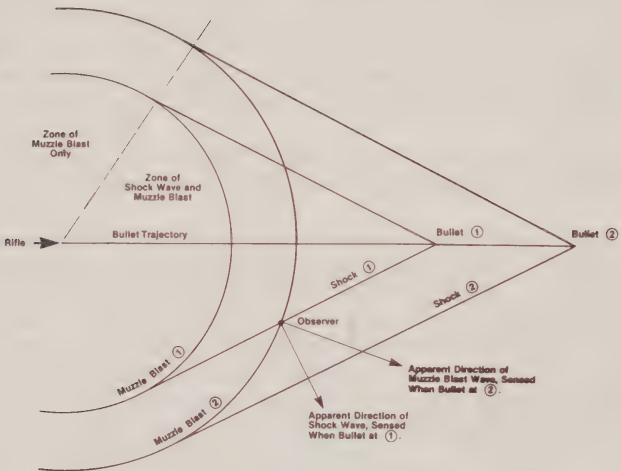 Zone of
Muzzle Blast
Only
Zone of
Shock Wave and
Muzzle Blast
Rifle
Bullet Trajectory
Bullet ①
Bullet ②
Shock ①
Shock ②
Observer
Muzzle Blast ①
Muzzle Blast ②
Apparent Direction of
Muzzle Blast Wave, Sensed
When Bullet at ②.
Apparent Direction of
Shock Wave, Sensed
When Bullet at ①.